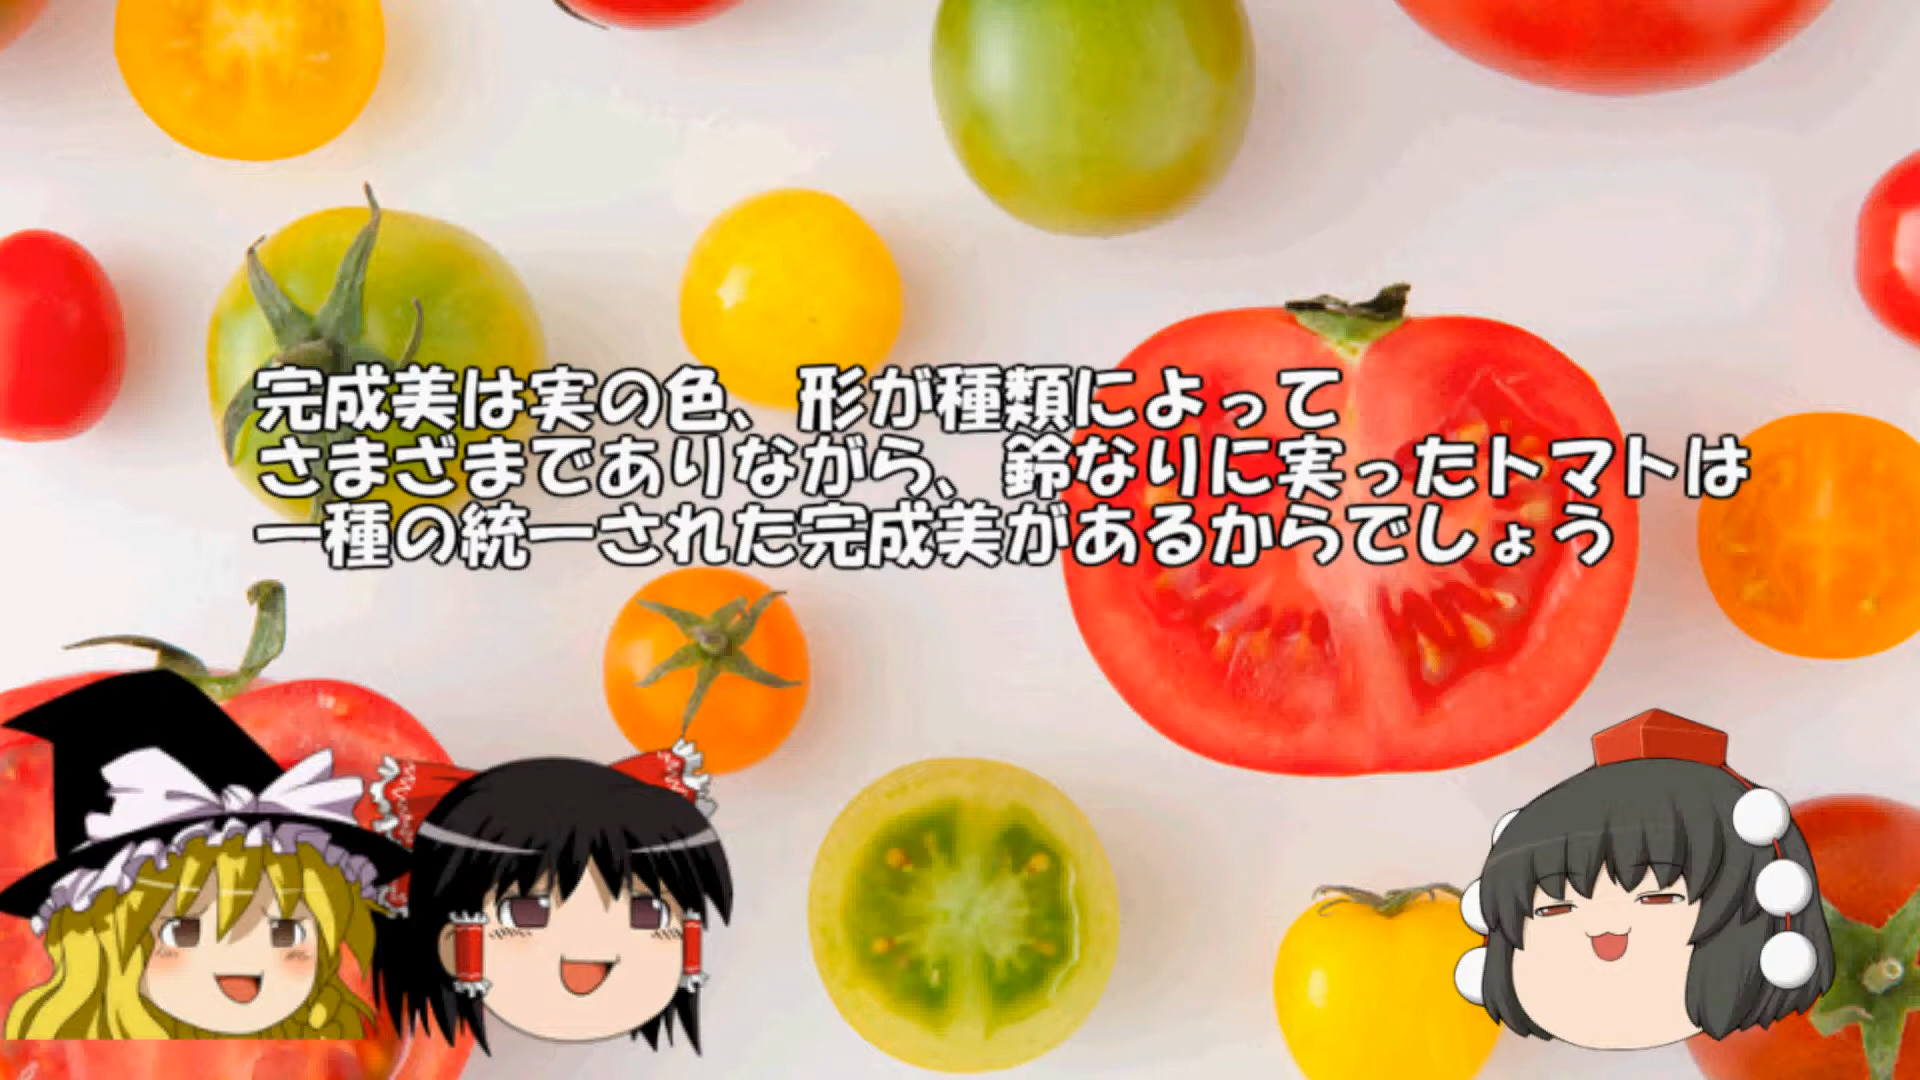 完成美は実の色、形が種類によって
さまざまでありながら、鈴なりに実ったトマトは
一種の統一された完成美があるからでしょう